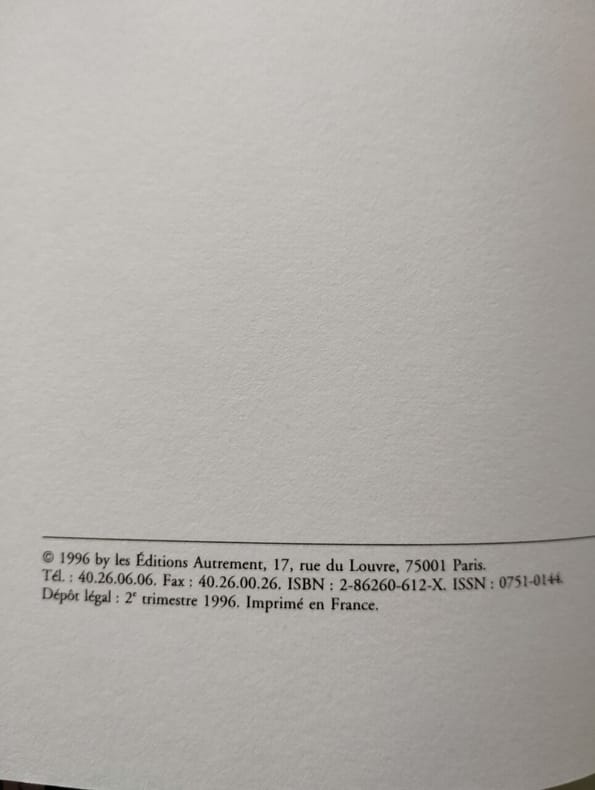 © 1996 by les Éditions Autrement, 17, rue du Louvre, 75001 Paris.
Tél. : 40.26.06.06. Fax : 40.26.00.26. ISBN : 2-86260-612-X. ISSN : 0751-0144.
Dépôt légal : 2e trimestre 1996. Imprimé en France.